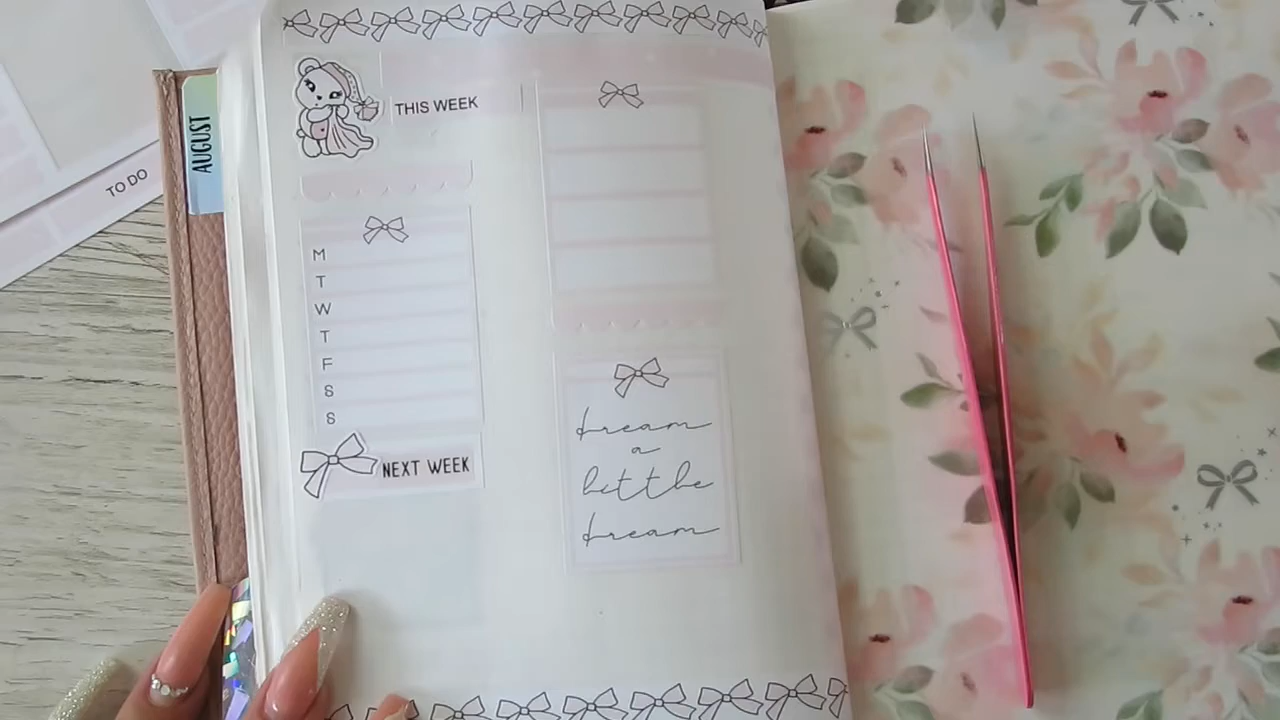 AUGUST
TO DO
THIS WEEK
M
T
W
T
F
S
S
NEXT WEEK
dream
a
little
dream